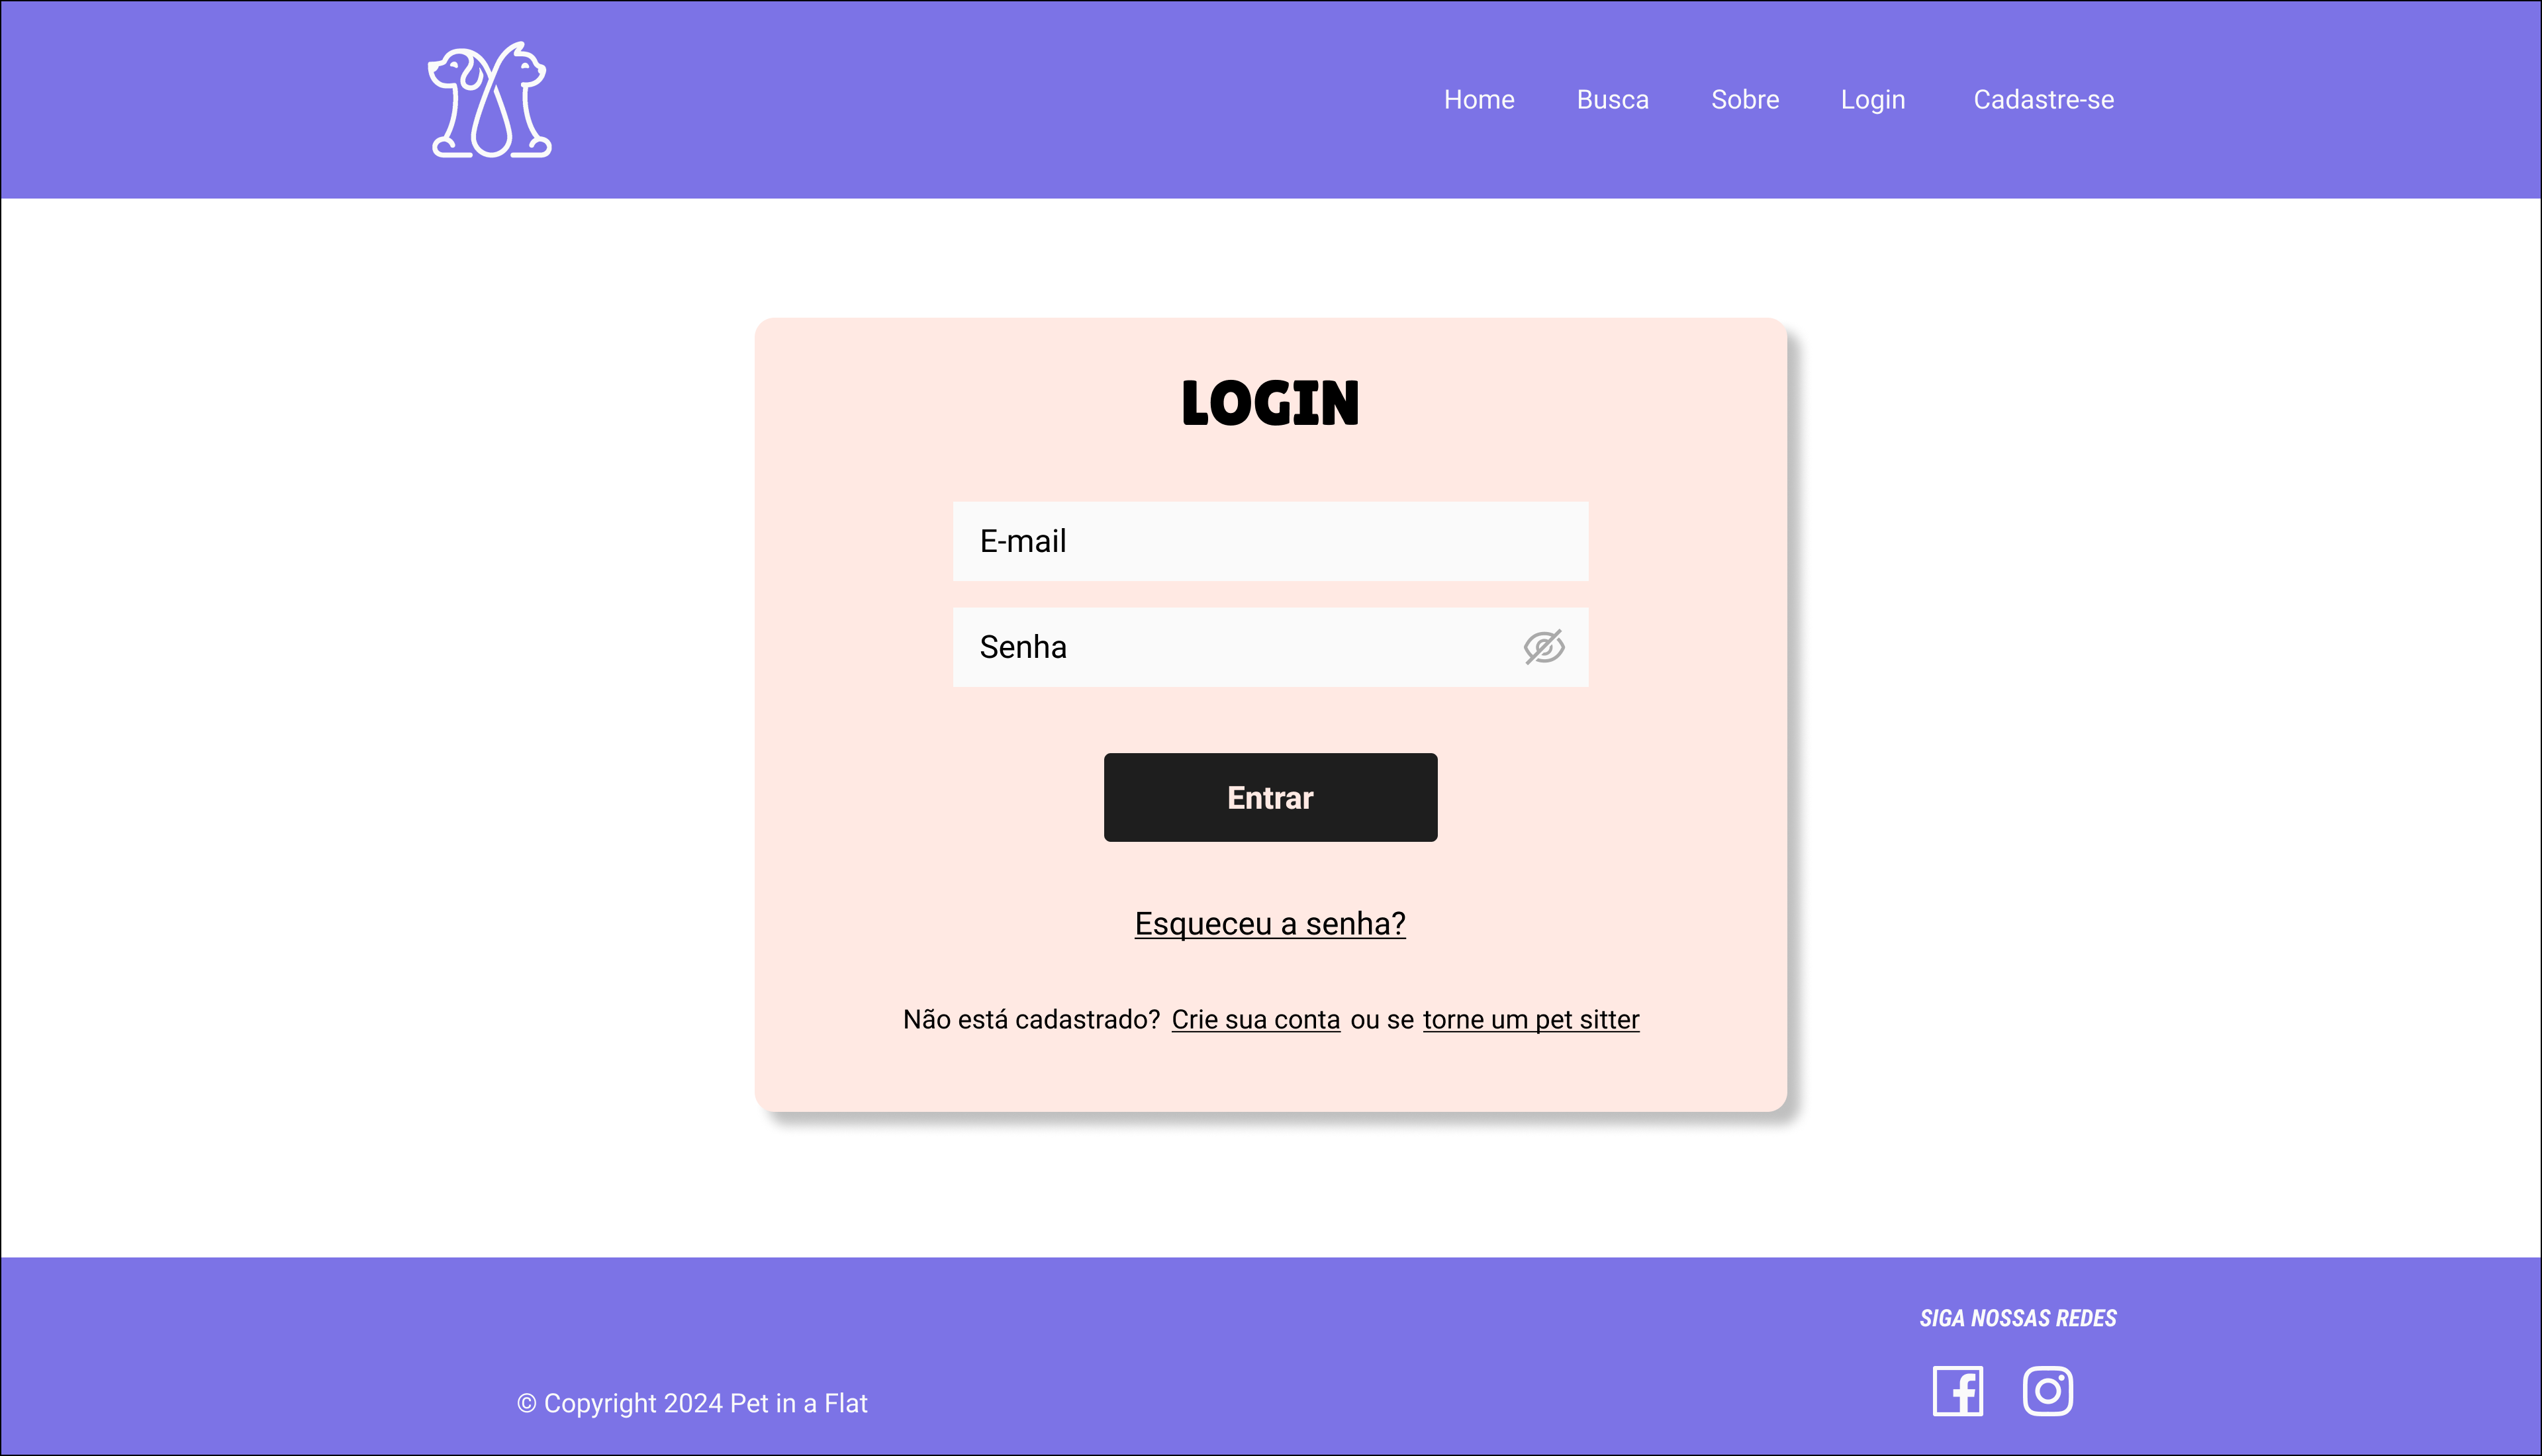 Home Busca Sobre Login Cadastre-se
LOGIN
E-mail
Senha
Entrar
Esqueceu a senha?
Não está cadastrado? Crie sua conta ou se torne um pet sitter
SIGA NOSSAS REDES
© Copyright 2024 Pet in a Flat